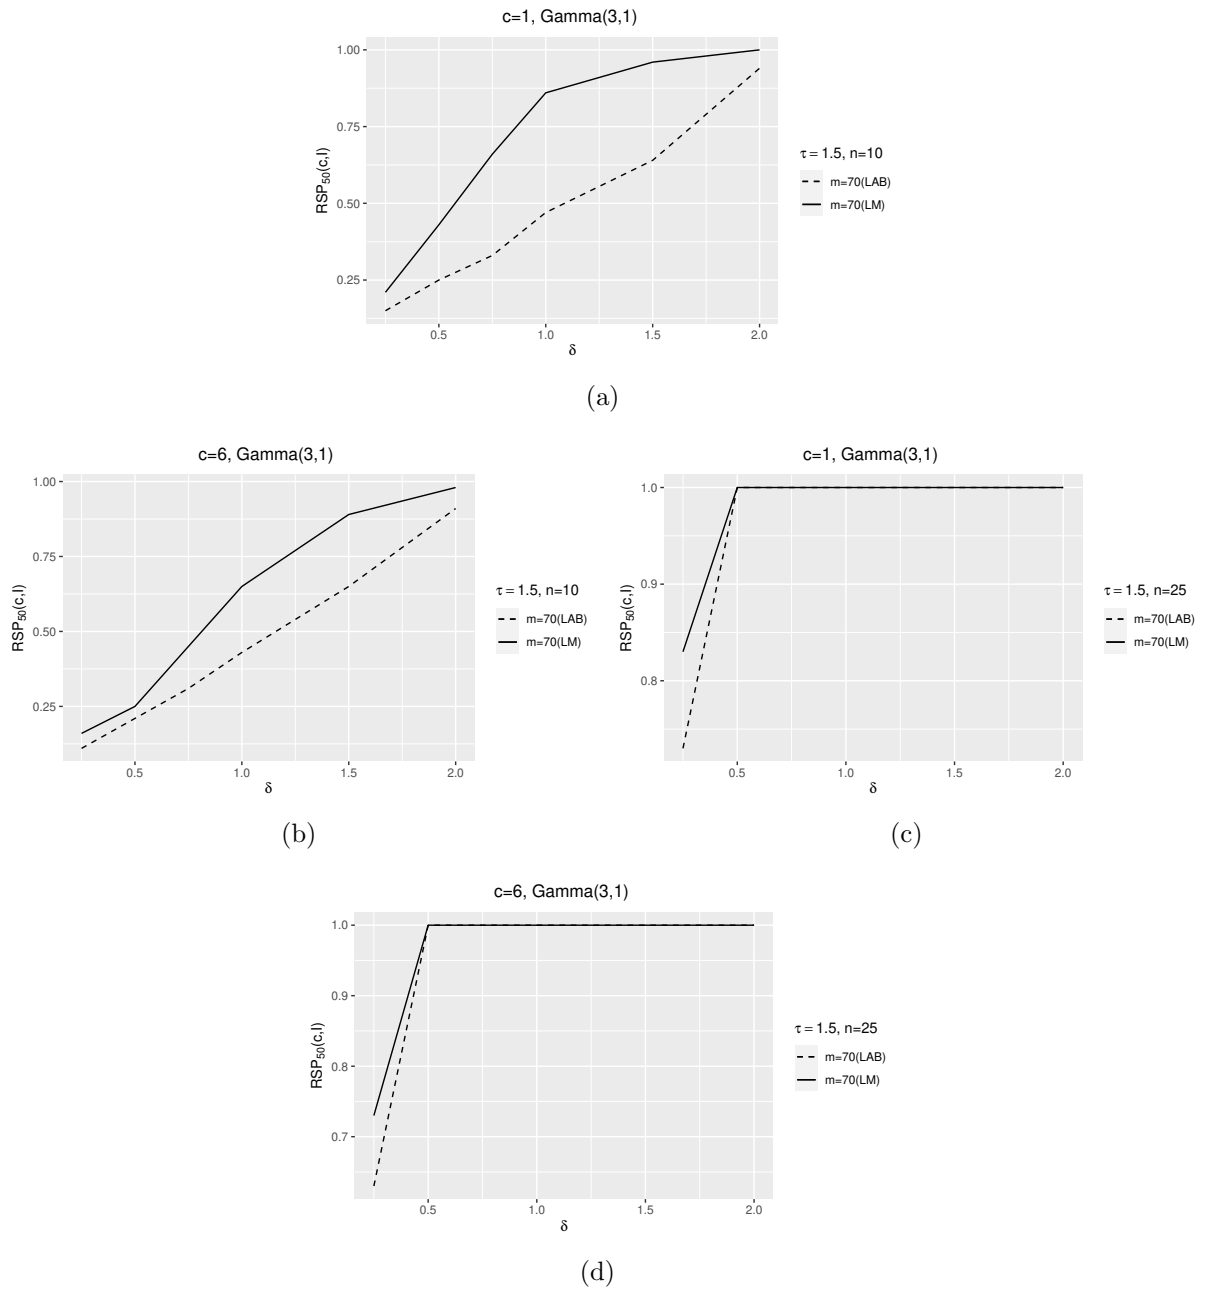 c=1, Gamma(3,1)
RSP50(c,I)
1.00
0.75
0.50
0.25
0.5 1.0 1.5 2.0
δ
τ = 1.5, n=10
m=70(LAB)
m=70(LM)
(a)
c=6, Gamma(3,1)
RSP50(c,I)
1.00
0.75
0.50
0.25
0.5 1.0 1.5 2.0
δ
τ = 1.5, n=10
m=70(LAB)
m=70(LM)
(b)
c=1, Gamma(3,1)
RSP50(c,I)
1.0
0.9
0.8
0.5 1.0 1.5 2.0
δ
τ = 1.5, n=25
m=70(LAB)
m=70(LM)
(c)
c=6, Gamma(3,1)
RSP50(c,I)
1.0
0.9
0.8
0.7
0.5 1.0 1.5 2.0
δ
τ = 1.5, n=25
m=70(LAB)
m=70(LM)
(d)